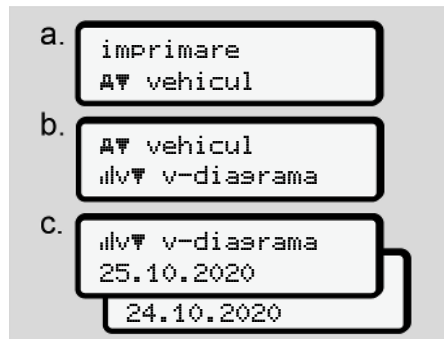 a.
imprimare
▼ vehicul
b.
▼ vehicul
v▼ v-diagrama
c.
v▼ v-diagrama
25.10.2020
24.10.2020